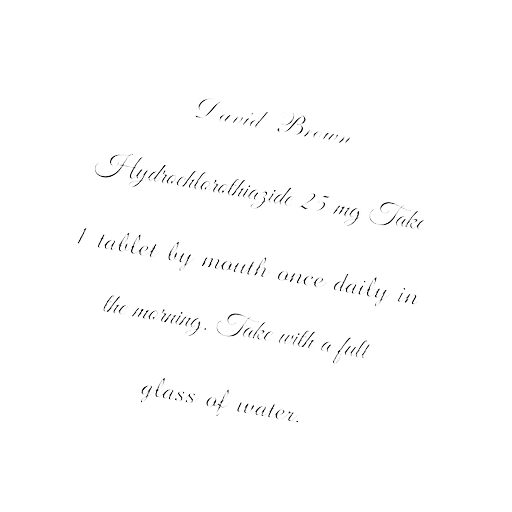 David Brown
Hydrochlorothiazide 25 mg Take
1 tablet by mouth once daily in
the morning. Take with a full
glass of water.